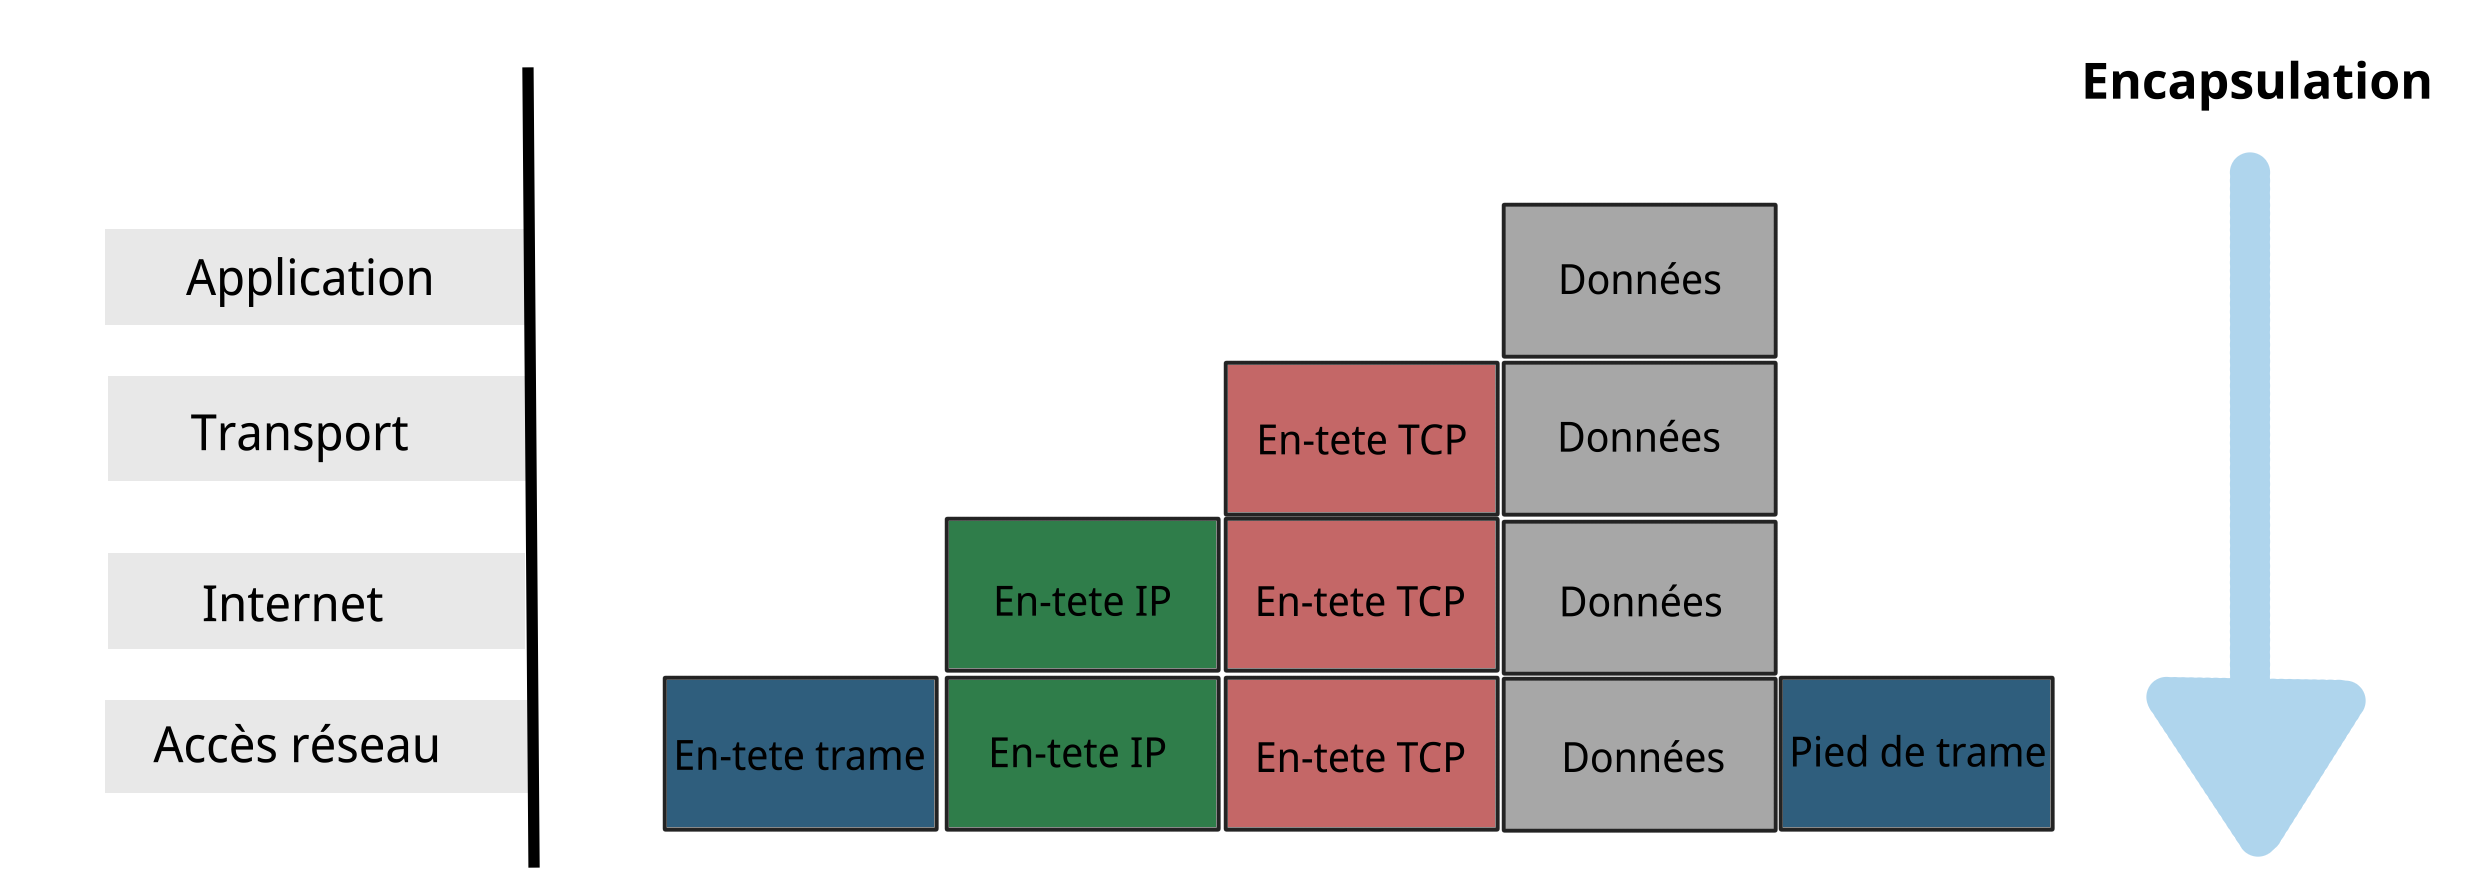 Encapsulation
Application
Données
Transport
En-tete TCP
Données
Internet
En-tete IP
En-tete TCP
Données
Accès réseau
En-tete trame
En-tete IP
En-tete TCP
Données
Pied de trame